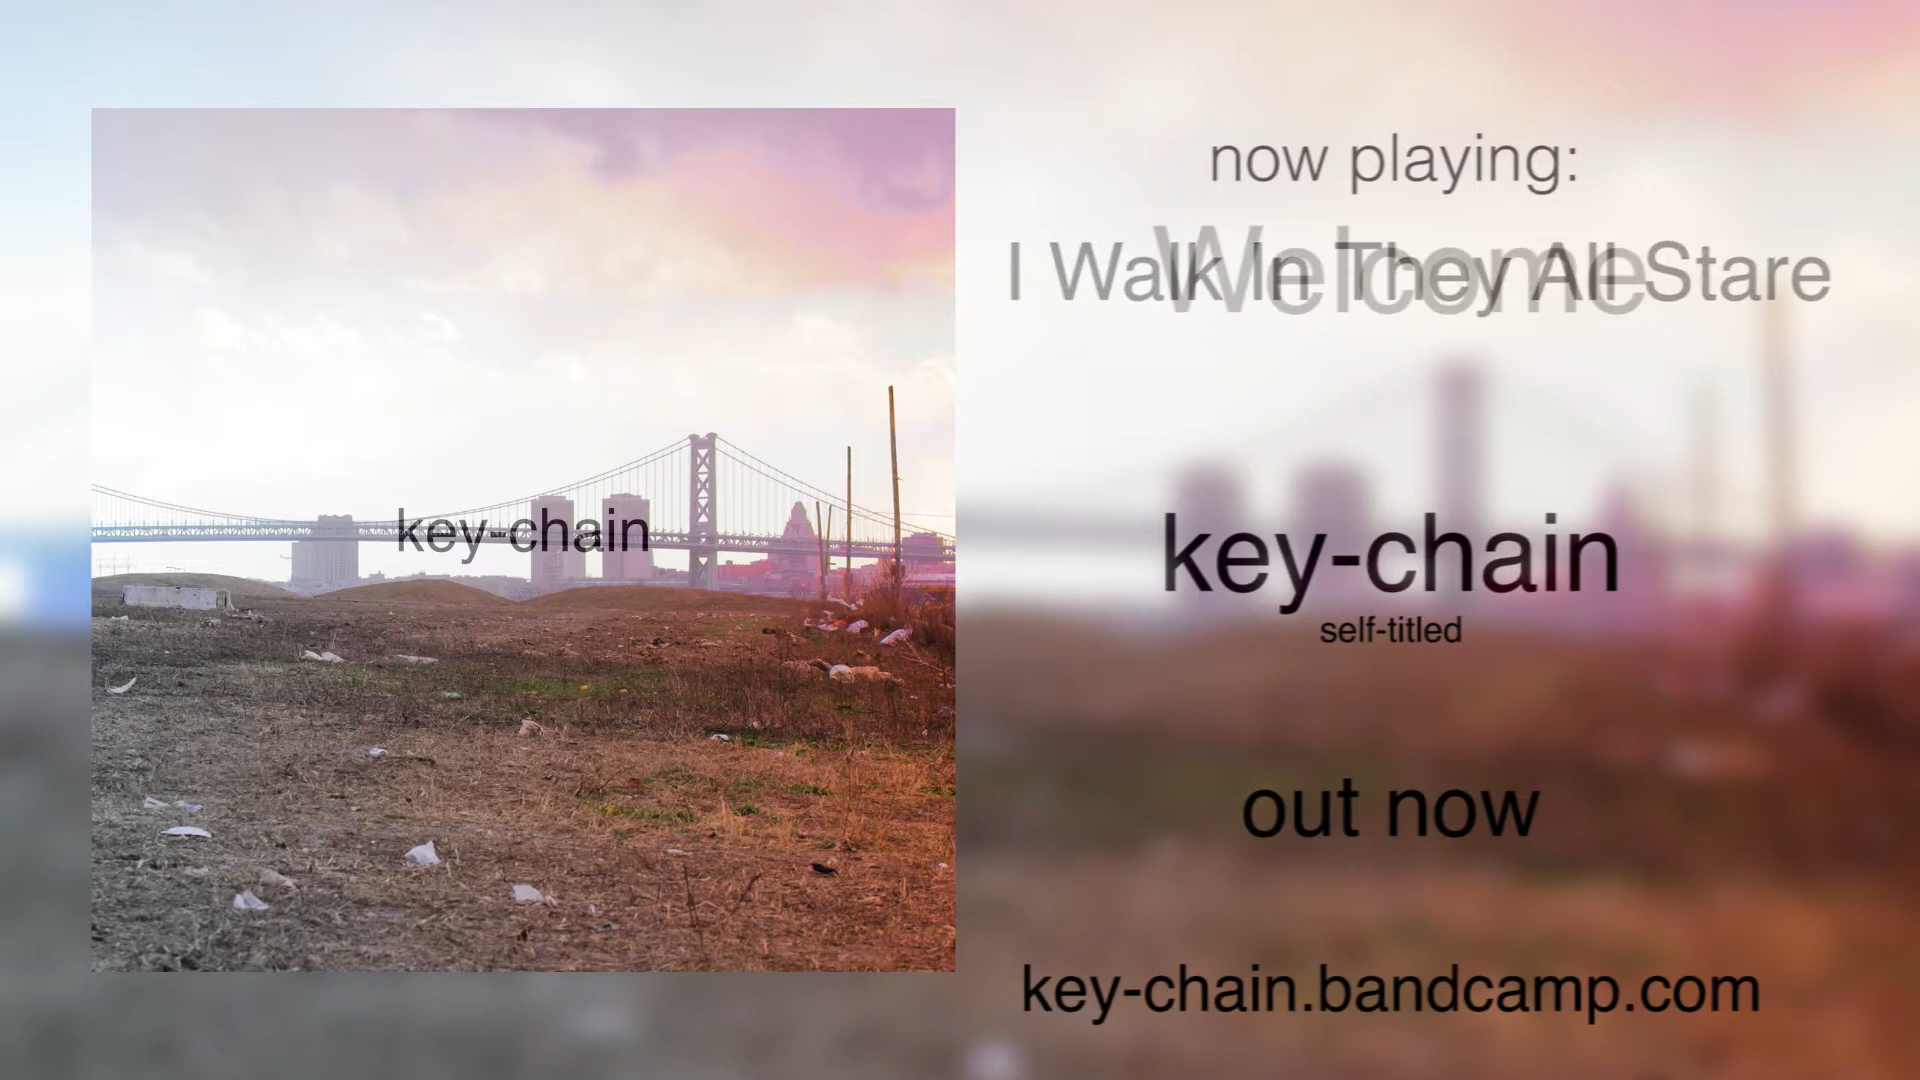 key-chain
now playing:
I Walk In They All Stare
Welcome
key-chain
self-titled
out now
key-chain.bandcamp.com